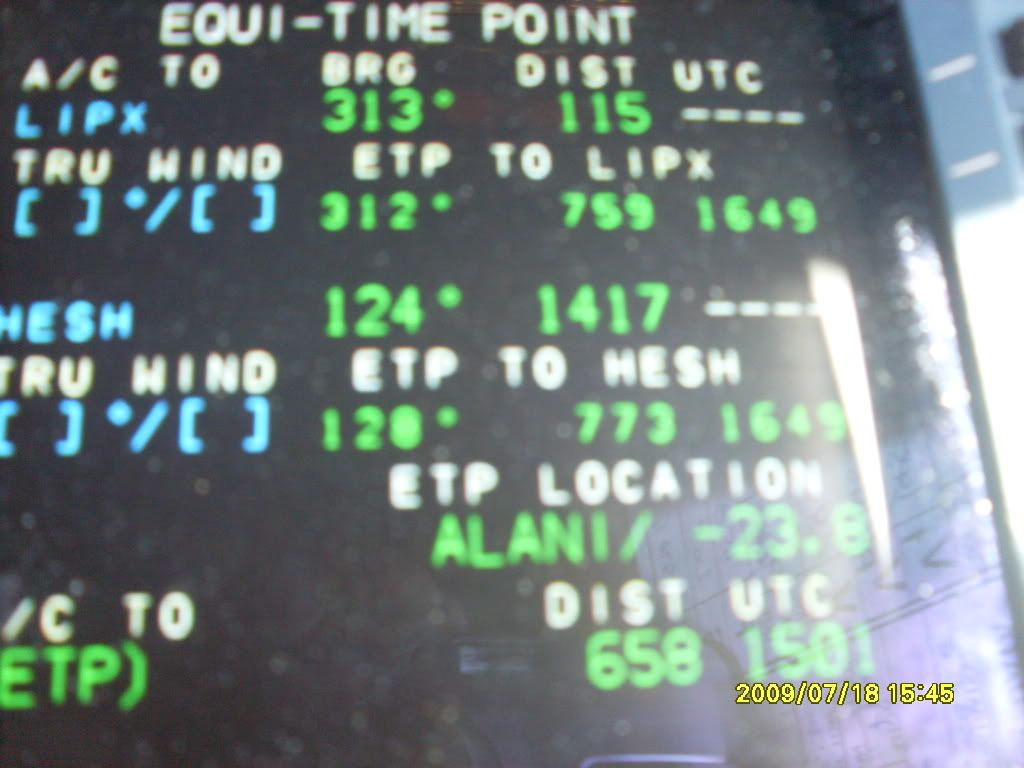 EQUI-TIME POINT
A/C TO BRG DIST UTC
LIPX 313° 115 ----
TRU WIND ETP TO LIPX
[ ]°/[ ] 312° 759 1649
HESH 124° 1417 ----
TRU WIND ETP TO HESH
[ ]°/[ ] 128° 773 1649
ETP LOCATION
ALANI/ -23.8
/C TO DIST UTC
ETP) 658 1501
2009/07/18 15:45